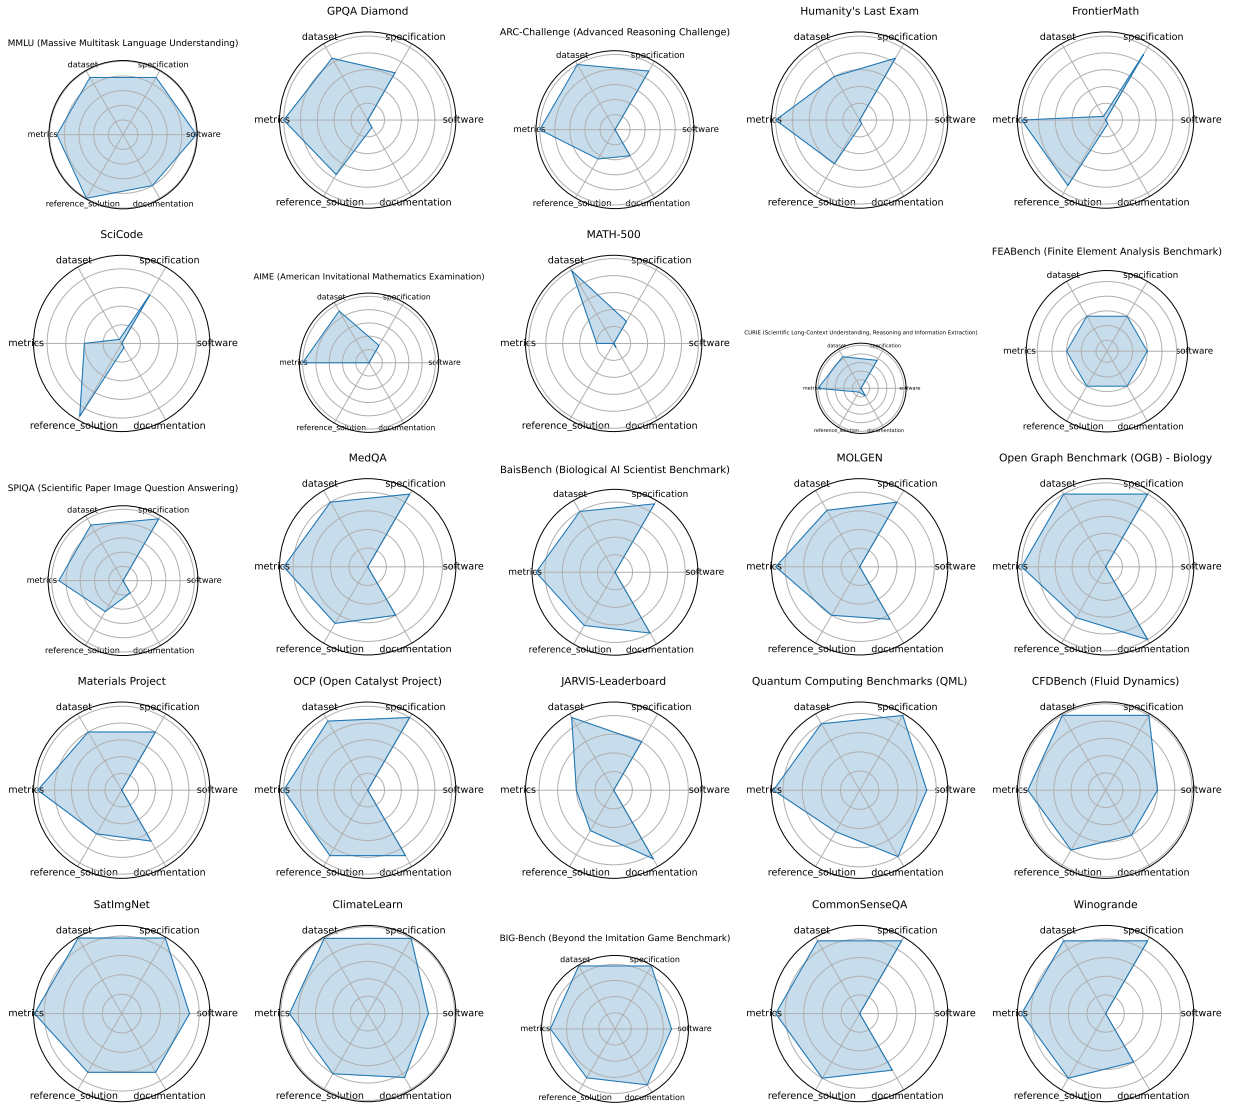 MMLU (Massive Multitask Language Understanding)
dataset specification
metrics software
reference_solution documentation
GPQA Diamond
dataset specification
metrics software
reference_solution documentation
ARC-Challenge (Advanced Reasoning Challenge)
dataset specification
metrics software
reference_solution documentation
Humanity's Last Exam
dataset specification
metrics software
reference_solution documentation
FrontierMath
dataset specification
metrics software
reference_solution documentation
SciCode
dataset specification
metrics software
reference_solution documentation
AIME (American Invitational Mathematics Examination)
dataset specification
metrics software
reference_solution documentation
MATH-500
dataset specification
metrics software
reference_solution documentation
CURIE (Scientific Long-Context Understanding, Reasoning and Information Extraction)
dataset specification
metrics software
reference_solution documentation
FEABench (Finite Element Analysis Benchmark)
dataset specification
metrics software
reference_solution documentation
SPIQA (Scientific Paper Image Question Answering)
dataset specification
metrics software
reference_solution documentation
MedQA
dataset specification
metrics software
reference_solution documentation
BaisBench (Biological AI Scientist Benchmark)
dataset specification
metrics software
reference_solution documentation
MOLGEN
dataset specification
metrics software
reference_solution documentation
Open Graph Benchmark (OGB) - Biology
dataset specification
metrics software
reference_solution documentation
Materials Project
dataset specification
metrics software
reference_solution documentation
OCP (Open Catalyst Project)
dataset specification
metrics software
reference_solution documentation
JARVIS-Leaderboard
dataset specification
metrics software
reference_solution documentation
Quantum Computing Benchmarks (QML)
dataset specification
metrics software
reference_solution documentation
CFDBench (Fluid Dynamics)
dataset specification
metrics software
reference_solution documentation
SatImgNet
dataset specification
metrics software
reference_solution documentation
ClimateLearn
dataset specification
metrics software
reference_solution documentation
BIG-Bench (Beyond the Imitation Game Benchmark)
dataset specification
metrics software
reference_solution documentation
CommonSenseQA
dataset specification
metrics software
reference_solution documentation
Winogrande
dataset specification
metrics software
reference_solution documentation